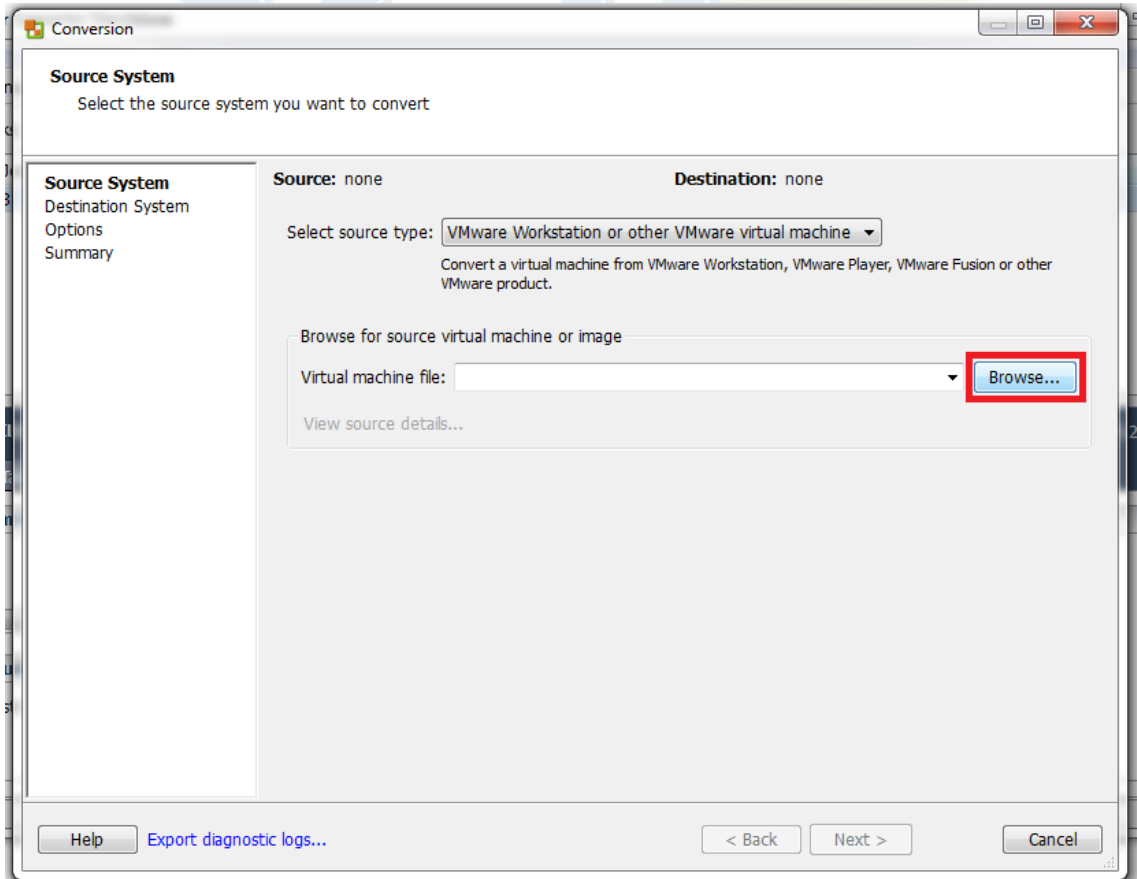 Conversion
Source System
Select the source system you want to convert
Source System
Destination System
Options
Summary
Source: none
Destination: none
Select source type: VMware Workstation or other VMware virtual machine
Convert a virtual machine from VMware Workstation, VMware Player, VMware Fusion or other
VMware product.
Browse for source virtual machine or image
Virtual machine file:
Browse...
View source details...
Help
Export diagnostic logs...
< Back
Next >
Cancel